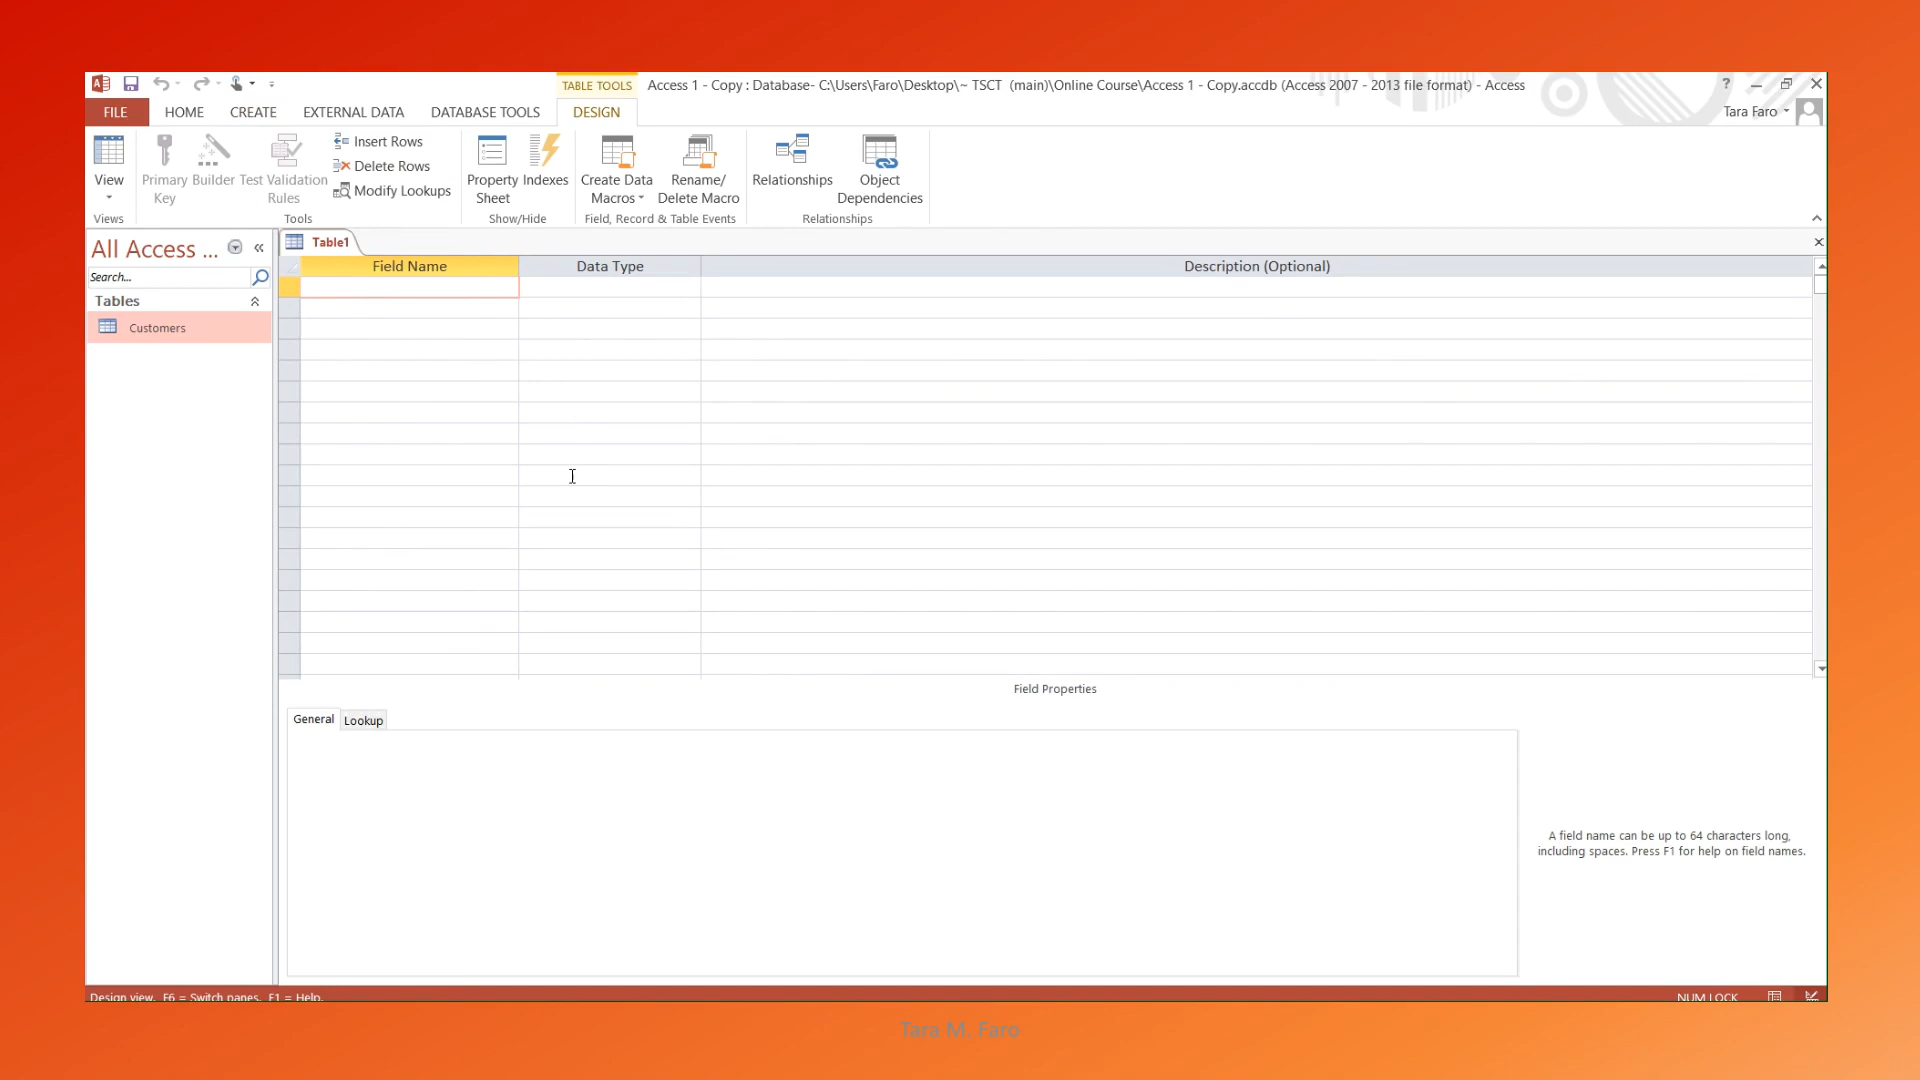 TABLE TOOLS
Access 1 - Copy : Database- C:\Users\Faro\Desktop\~ TSCT (main)\Online Course\Access 1 - Copy.accdb (Access 2007 - 2013 file format) - Access
?
FILE
HOME
CREATE
EXTERNAL DATA
DATABASE TOOLS
DESIGN
Tara Faro
View
Primary Key
Builder
Test Validation Rules
Insert Rows
Delete Rows
Modify Lookups
Property Sheet
Indexes
Create Data Macros
Rename/ Delete Macro
Relationships
Object Dependencies
Views
Tools
Show/Hide
Field, Record & Table Events
Relationships
All Access ...
Search...
Tables
Customers
Table1
Field Name
Data Type
Description (Optional)
Field Properties
General
Lookup
A field name can be up to 64 characters long,
including spaces. Press F1 for help on field names.
Design view. F6 = Switch panes. F1 = Help.
NUM LOCK
Tara M. Faro